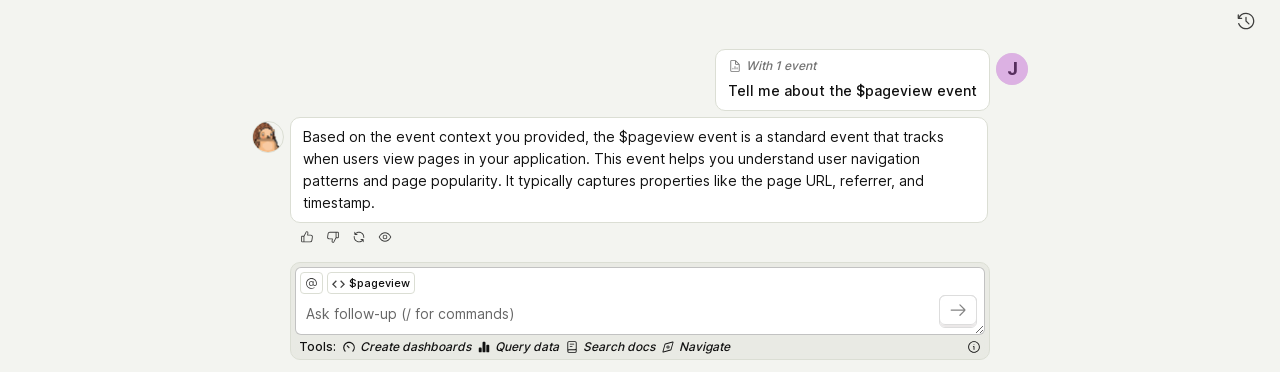 With 1 event
Tell me about the $pageview event
J
Based on the event context you provided, the $pageview event is a standard event that tracks
when users view pages in your application. This event helps you understand user navigation
patterns and page popularity. It typically captures properties like the page URL, referrer, and
timestamp.
@ $pageview
Ask follow-up (/ for commands)
Tools: Create dashboards Query data Search docs Navigate